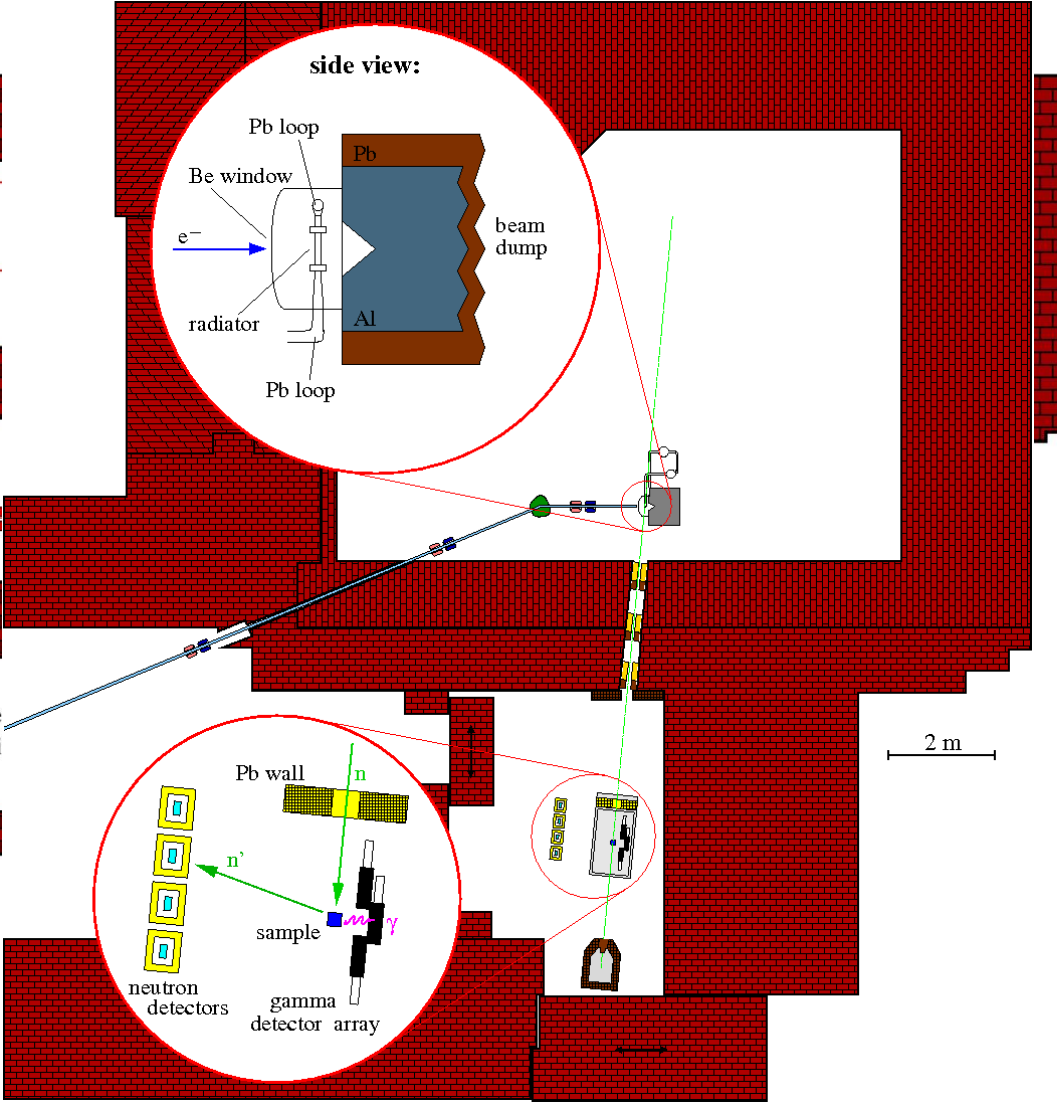 side view:
Pb loop
Pb
Be window
e−
beam
dump
radiator
Al
Pb loop
2 m
Pb wall
n
n’
sample
γ
neutron
detectors
gamma
detector array